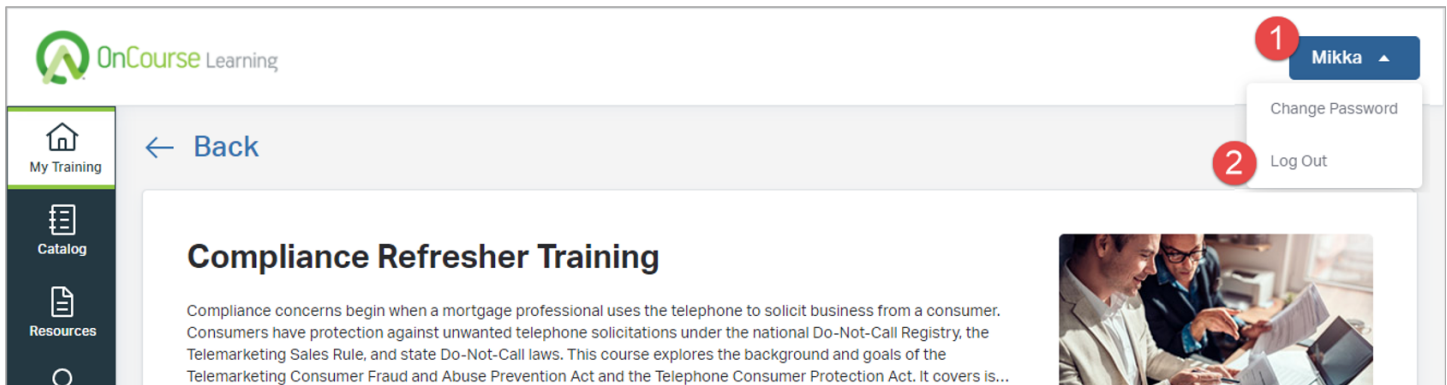 OnCourse Learning
1
Mikka
Change Password
2
Log Out
My Training
Back
Catalog
Resources
Compliance Refresher Training
Compliance concerns begin when a mortgage professional uses the telephone to solicit business from a consumer.
Consumers have protection against unwanted telephone solicitations under the national Do-Not-Call Registry, the
Telemarketing Sales Rule, and state Do-Not-Call laws. This course explores the background and goals of the
Telemarketing Consumer Fraud and Abuse Prevention Act and the Telephone Consumer Protection Act. It covers is...